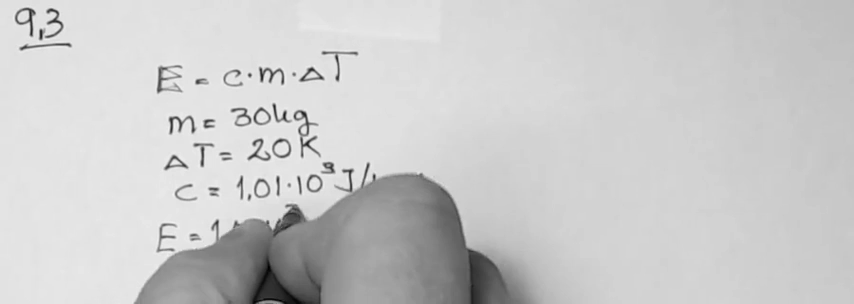 9,3
E = c·m·ΔT
m = 30kg
ΔT = 20K
c = 1,01·10³ J/
E = 1